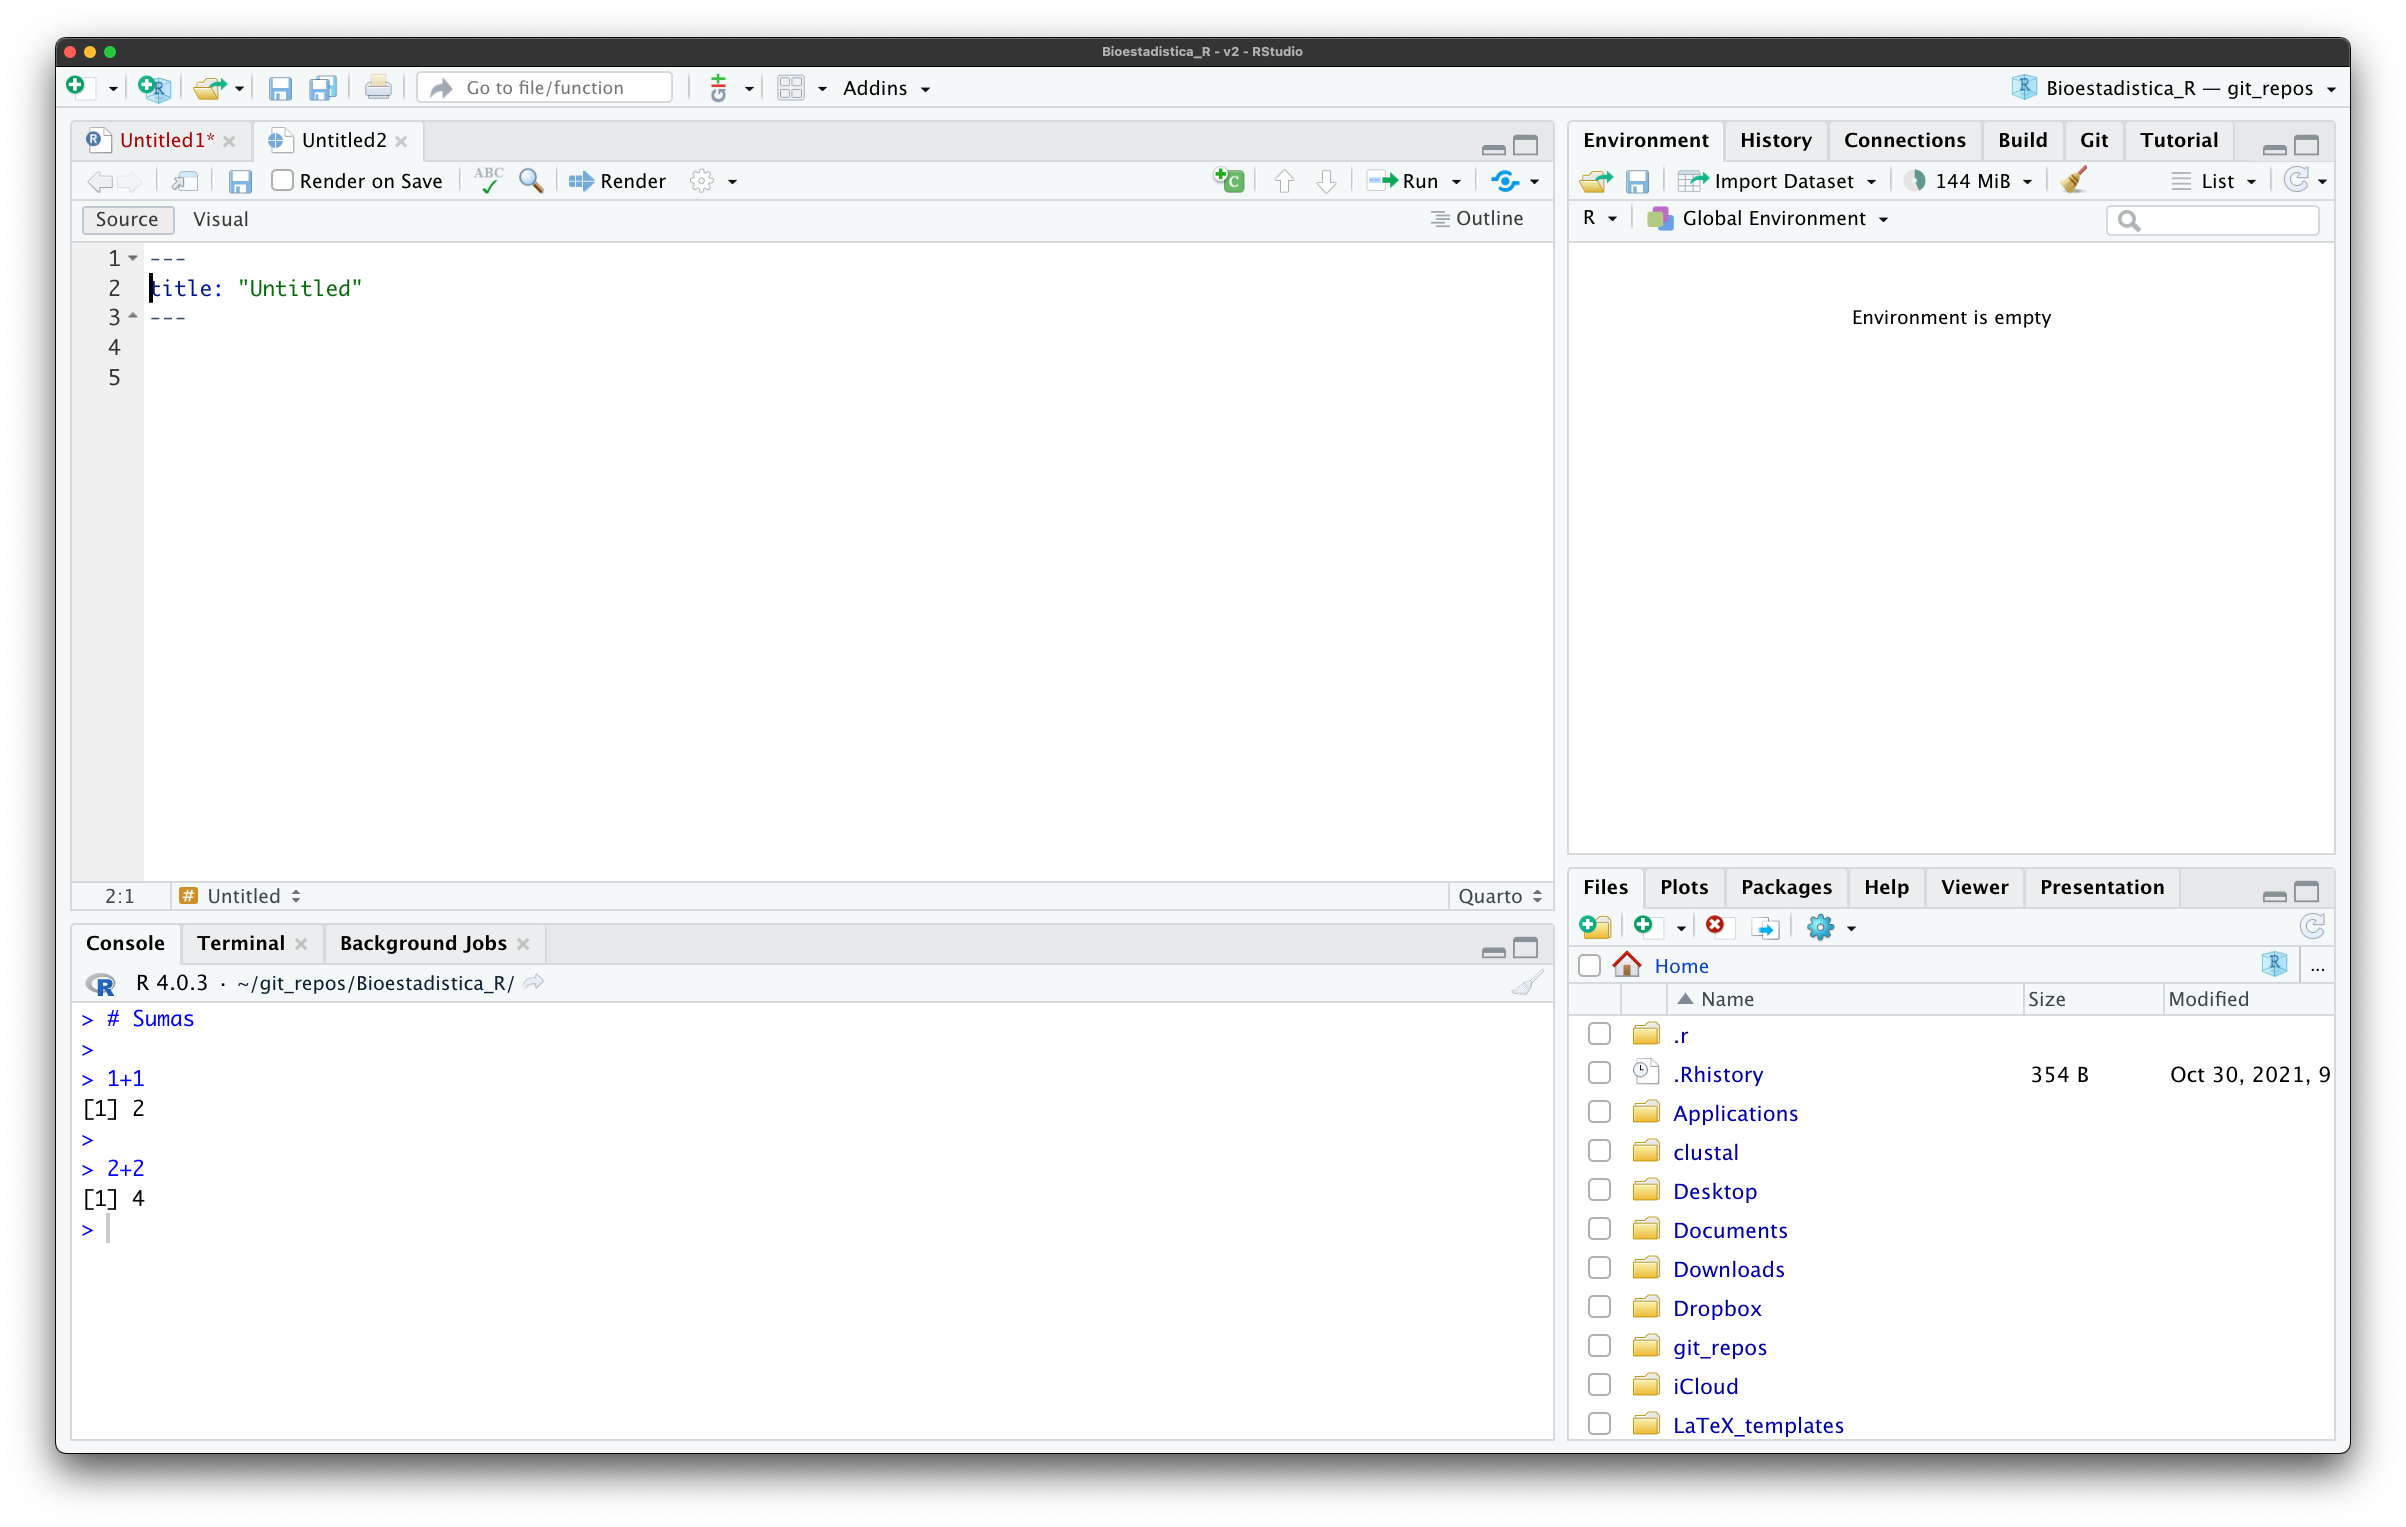 Bioestadistica_R - v2 - RStudio
Go to file/function
Git
Addins
Bioestadistica_R — git_repos
Untitled1*
Untitled2
Render on Save
ABC
Render
Run
Source
Visual
Outline
1 ---
2 title: "Untitled"
3 ---
4
5
2:1
# Untitled
Quarto
Console
Terminal
Background Jobs
R 4.0.3 · ~/git_repos/Bioestadistica_R/
> # Sumas
>
> 1+1
[1] 2
>
> 2+2
[1] 4
>
Environment
History
Connections
Build
Git
Tutorial
Import Dataset
144 MiB
List
R
Global Environment
Environment is empty
Files
Plots
Packages
Help
Viewer
Presentation
Home
...
Name
Size
Modified
.r
.Rhistory 354 B Oct 30, 2021, 9
Applications
clustal
Desktop
Documents
Downloads
Dropbox
git_repos
iCloud
LaTeX_templates